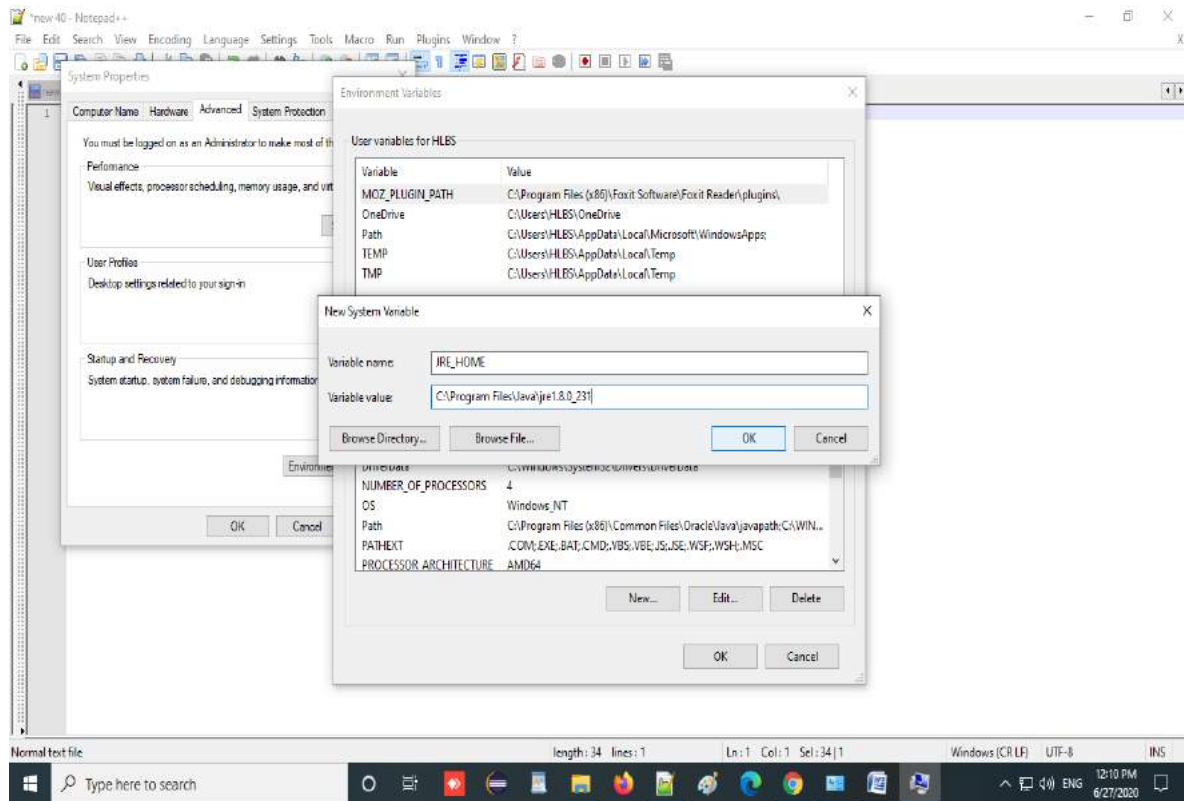 *new 40 - Notepad++
File Edit Search View Encoding Language Settings Tools Macro Run Plugins Window ?
System Properties
Computer Name Hardware Advanced System Protection
You must be logged on as an Administrator to make most of th
Performance
Visual effects, processor scheduling, memory usage, and virt
User Profiles
Desktop settings related to your sign-in
Startup and Recovery
System startup, system failure, and debugging information
Environme
OK Cancel
Environment Variables
User variables for HLBS
Variable Value
MOZ_PLUGIN_PATH C:\Program Files (x86)\Foxit Software\Foxit Reader\plugins\
OneDrive C:\Users\HLBS\OneDrive
Path C:\Users\HLBS\AppData\Local\Microsoft\WindowsApps;
TEMP C:\Users\HLBS\AppData\Local\Temp
TMP C:\Users\HLBS\AppData\Local\Temp
New System Variable
Variable name: JRE_HOME
Variable value: C:\Program Files\Java\jre1.8.0_231
Browse Directory... Browse File... OK Cancel
DriverData C:\Windows\System32\Drivers\DriverData
NUMBER_OF_PROCESSORS 4
OS Windows_NT
Path C:\Program Files (x86)\Common Files\Oracle\Java\javapath;C:\WIN...
PATHEXT .COM;.EXE;.BAT;.CMD;.VBS;.VBE;.JS;.JSE;.WSF;.WSH;.MSC
PROCESSOR_ARCHITECTURE AMD64
New... Edit... Delete
OK Cancel
1
Normal text file length : 34 lines : 1 Ln : 1 Col : 1 Sel : 34 | 1 Windows (CR LF) UTF-8 INS
Type here to search ENG 12:10 PM
6/27/2020